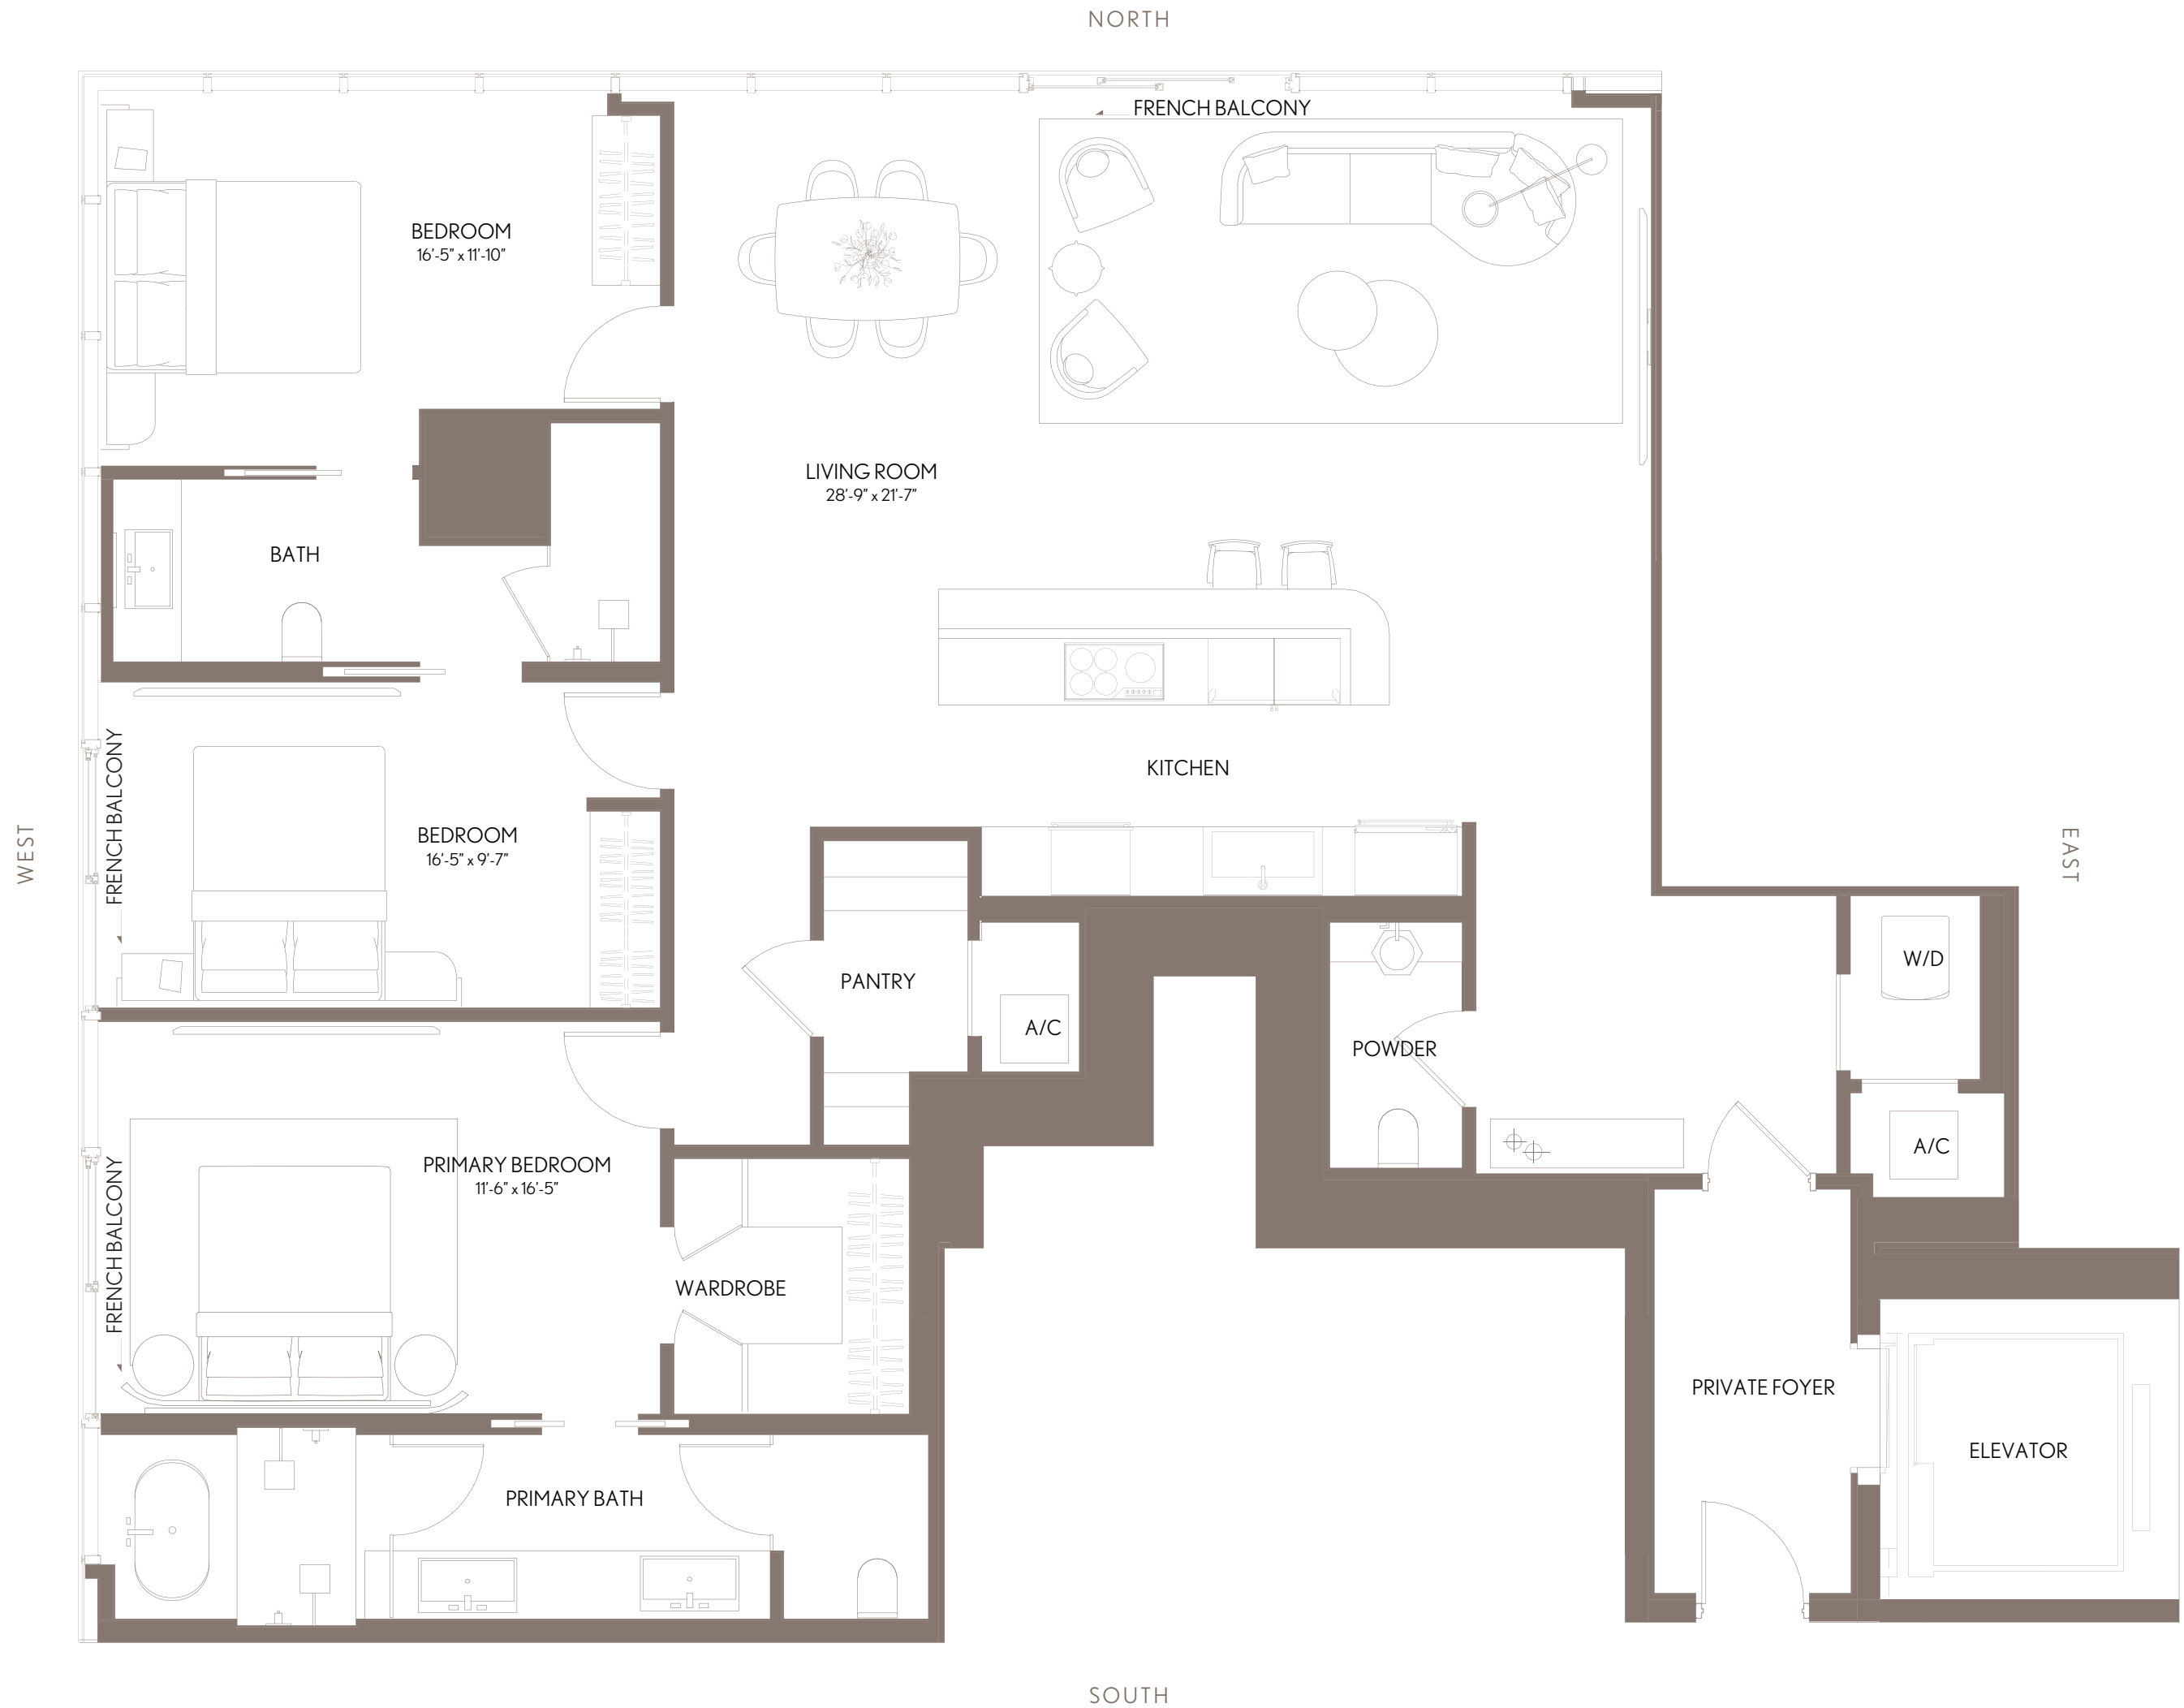 NORTH
FRENCH BALCONY
BEDROOM
16'-5" x 11'-10"
LIVING ROOM
28'-9" x 21'-7"
BATH
KITCHEN
FRENCH BALCONY
BEDROOM
16'-5" x 9'-7"
WEST
EAST
PANTRY
A/C
POWDER
W/D
A/C
PRIMARY BEDROOM
11'-6" x 16'-5"
FRENCH BALCONY
WARDROBE
PRIVATE FOYER
ELEVATOR
PRIMARY BATH
SOUTH